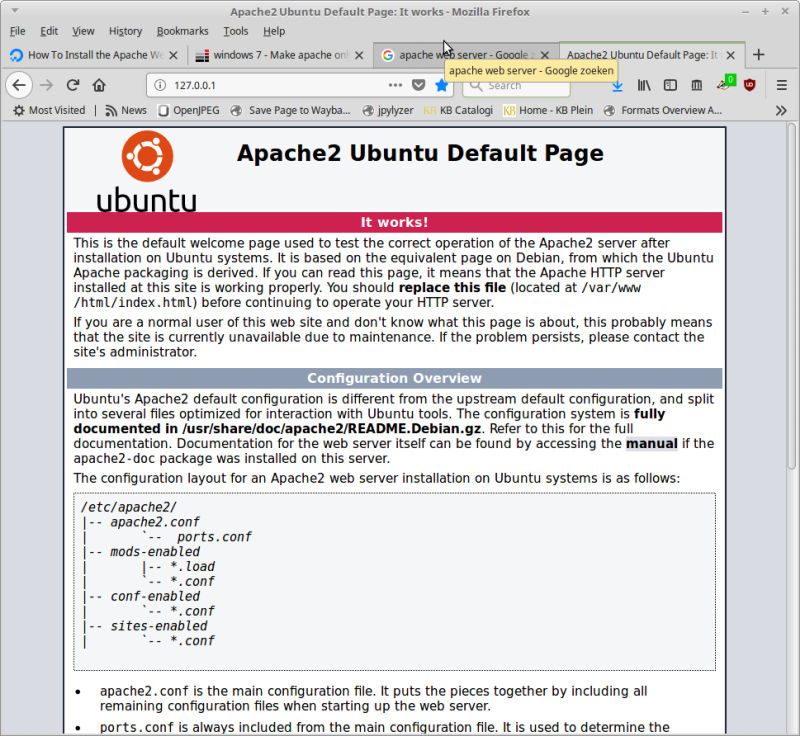 Apache2 Ubuntu Default Page: It works - Mozilla Firefox
File Edit View History Bookmarks Tools Help
How To Install the Apache We
windows 7 - Make apache onl
apache web server - Google z
Apache2 Ubuntu Default Page: It
apache web server - Google zoeken
127.0.0.1
Search
0
Most Visited News OpenJPEG Save Page to Wayba... jpylyzer KB KB Catalogi KB Home - KB Plein Formats Overview A...
ubuntu
Apache2 Ubuntu Default Page
It works!
This is the default welcome page used to test the correct operation of the Apache2 server after
installation on Ubuntu systems. It is based on the equivalent page on Debian, from which the Ubuntu
Apache packaging is derived. If you can read this page, it means that the Apache HTTP server
installed at this site is working properly. You should replace this file (located at /var/www
/html/index.html) before continuing to operate your HTTP server.
If you are a normal user of this web site and don't know what this page is about, this probably means
that the site is currently unavailable due to maintenance. If the problem persists, please contact the
site's administrator.
Configuration Overview
Ubuntu's Apache2 default configuration is different from the upstream default configuration, and split
into several files optimized for interaction with Ubuntu tools. The configuration system is fully
documented in /usr/share/doc/apache2/README.Debian.gz. Refer to this for the full
documentation. Documentation for the web server itself can be found by accessing the manual if the
apache2-doc package was installed on this server.
The configuration layout for an Apache2 web server installation on Ubuntu systems is as follows:
/etc/apache2/
|-- apache2.conf
|       `--  ports.conf
|-- mods-enabled
|       |-- *.load
|       `-- *.conf
|-- conf-enabled
|       `-- *.conf
|-- sites-enabled
|       `-- *.conf
• apache2.conf is the main configuration file. It puts the pieces together by including all
remaining configuration files when starting up the web server.
• ports.conf is always included from the main configuration file. It is used to determine the